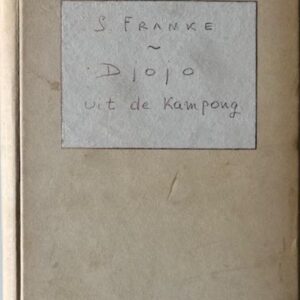 S FRANKE
~
Djojo
uit de Kampong